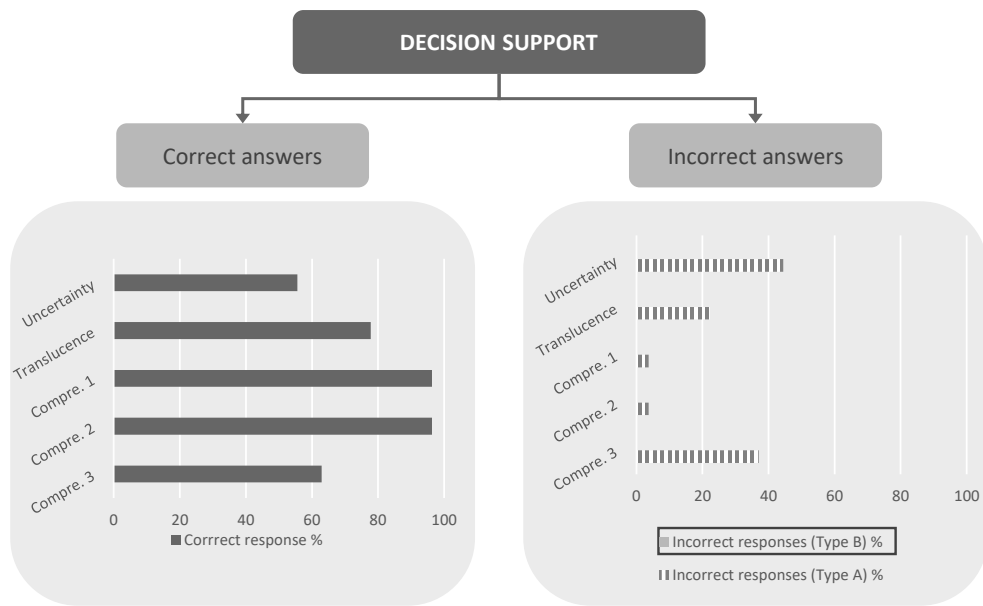 DECISION SUPPORT
Correct answers
Incorrect answers
Uncertainty
Translucence
Compre. 1
Compre. 2
Compre. 3
0 20 40 60 80 100
Corrrect response %
Uncertainty
Translucence
Compre. 1
Compre. 2
Compre. 3
0 20 40 60 80 100
Incorrect responses (Type B) %
Incorrect responses (Type A) %